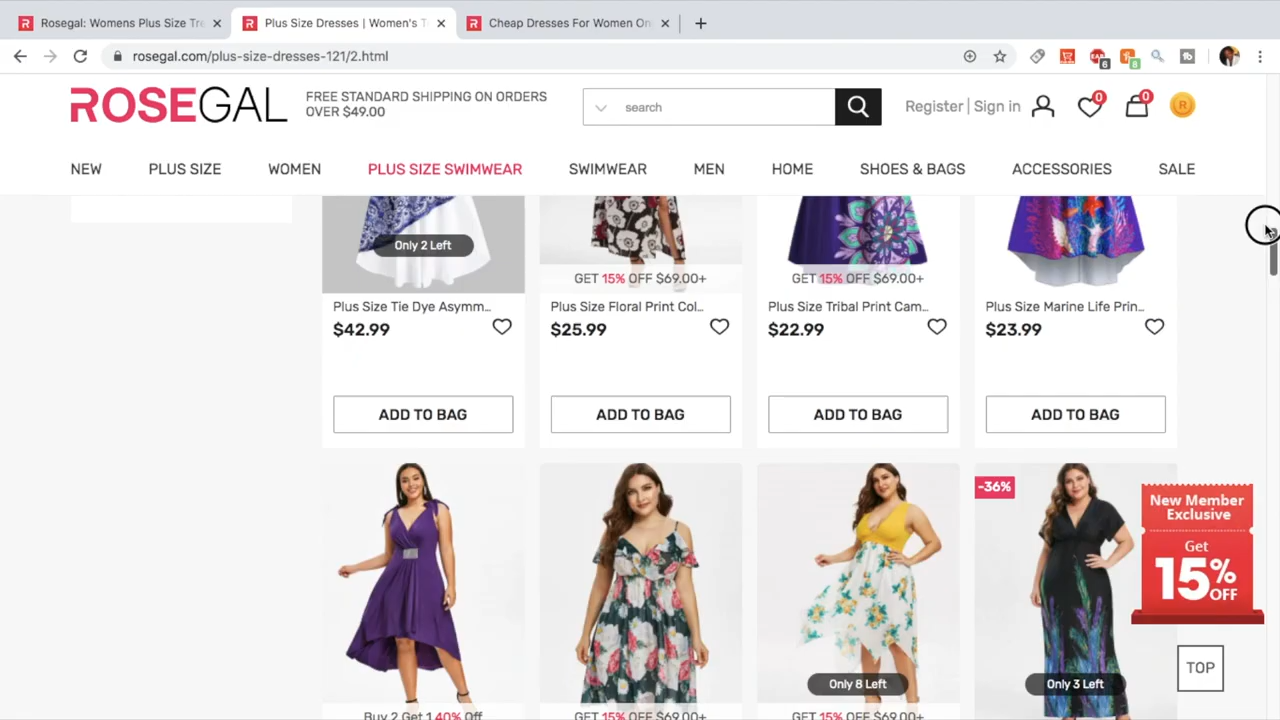 Rosegal: Womens Plus Size Tre
Plus Size Dresses | Women's T
Cheap Dresses For Women On
rosegal.com/plus-size-dresses-121/2.html
6
8
ROSEGAL
FREE STANDARD SHIPPING ON ORDERS
OVER $49.00
search
Register | Sign in
0
0
R
NEW
PLUS SIZE
WOMEN
PLUS SIZE SWIMWEAR
SWIMWEAR
MEN
HOME
SHOES & BAGS
ACCESSORIES
SALE
Only 2 Left
GET 15% OFF $69.00+
GET 15% OFF $69.00+
Plus Size Tie Dye Asymm...
Plus Size Floral Print Col...
Plus Size Tribal Print Cam...
Plus Size Marine Life Prin...
$42.99
$25.99
$22.99
$23.99
ADD TO BAG
ADD TO BAG
ADD TO BAG
ADD TO BAG
-36%
New Member
Exclusive
Get
15%
OFF
Only 8 Left
Only 3 Left
TOP
Buy 2 Get 1 40% Off
GET 15% OFF $69.00+
GET 15% OFF $69.00+